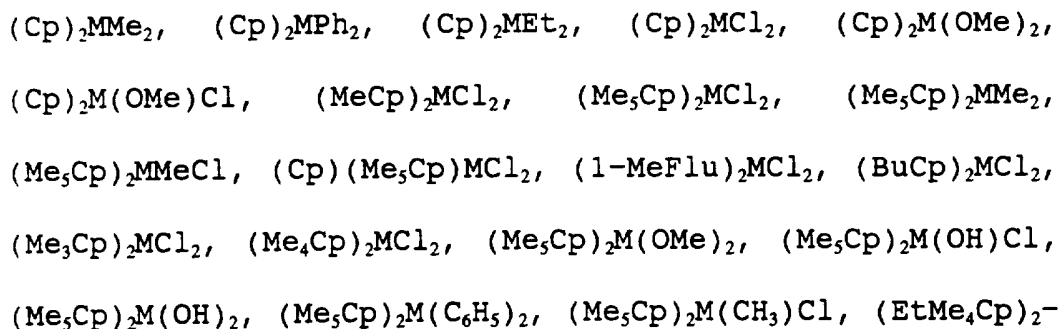 (Cp)₂MMe₂, (Cp)₂MPh₂, (Cp)₂MEt₂, (Cp)₂MCl₂, (Cp)₂M(OMe)₂,
(Cp)₂M(OMe)Cl, (MeCp)₂MCl₂, (Me₅Cp)₂MCl₂, (Me₅Cp)₂MMe₂,
(Me₅Cp)₂MMeCl, (Cp)(Me₅Cp)MCl₂, (1-MeFlu)₂MCl₂, (BuCp)₂MCl₂,
(Me₃Cp)₂MCl₂, (Me₄Cp)₂MCl₂, (Me₅Cp)₂M(OMe)₂, (Me₅Cp)₂M(OH)Cl,
(Me₅Cp)₂M(OH)₂, (Me₅Cp)₂M(C₆H₅)₂, (Me₅Cp)₂M(CH₃)Cl, (EtMe₄Cp)₂-